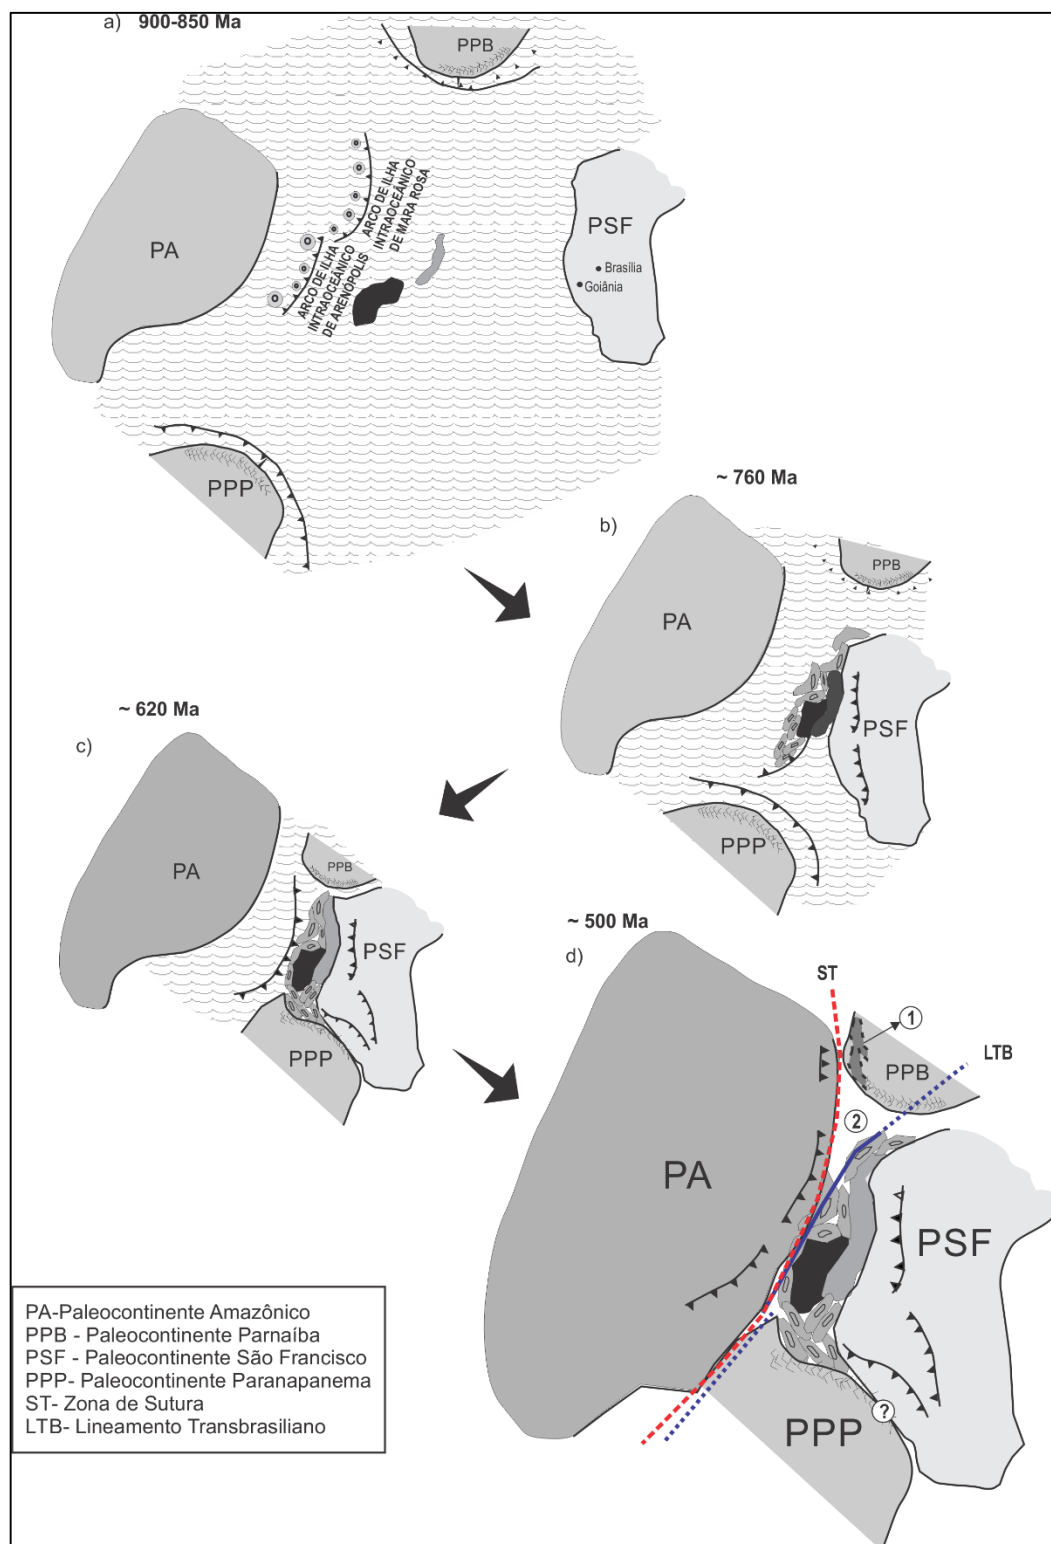 a) 900-850 Ma
PPB
PA
ARCO DE ILHA
INTRAOCEÂNICO
DE MARA ROSA
ARCO DE ILHA
INTRAOCEÂNICO
DE ARENÓPOLIS
PSF
Brasília
Goiânia
PPP
~ 760 Ma
b)
PPB
PA
PSF
PPP
~ 620 Ma
c)
PA
PPB
PSF
PPP
~ 500 Ma
d)
ST
1
PPB
LTB
2
PA
PSF
?
PPP
PA-Paleocontinente Amazônico
PPB - Paleocontinente Parnaíba
PSF - Paleocontinente São Francisco
PPP- Paleocontinente Paranapanema
ST- Zona de Sutura
LTB- Lineamento Transbrasiliano